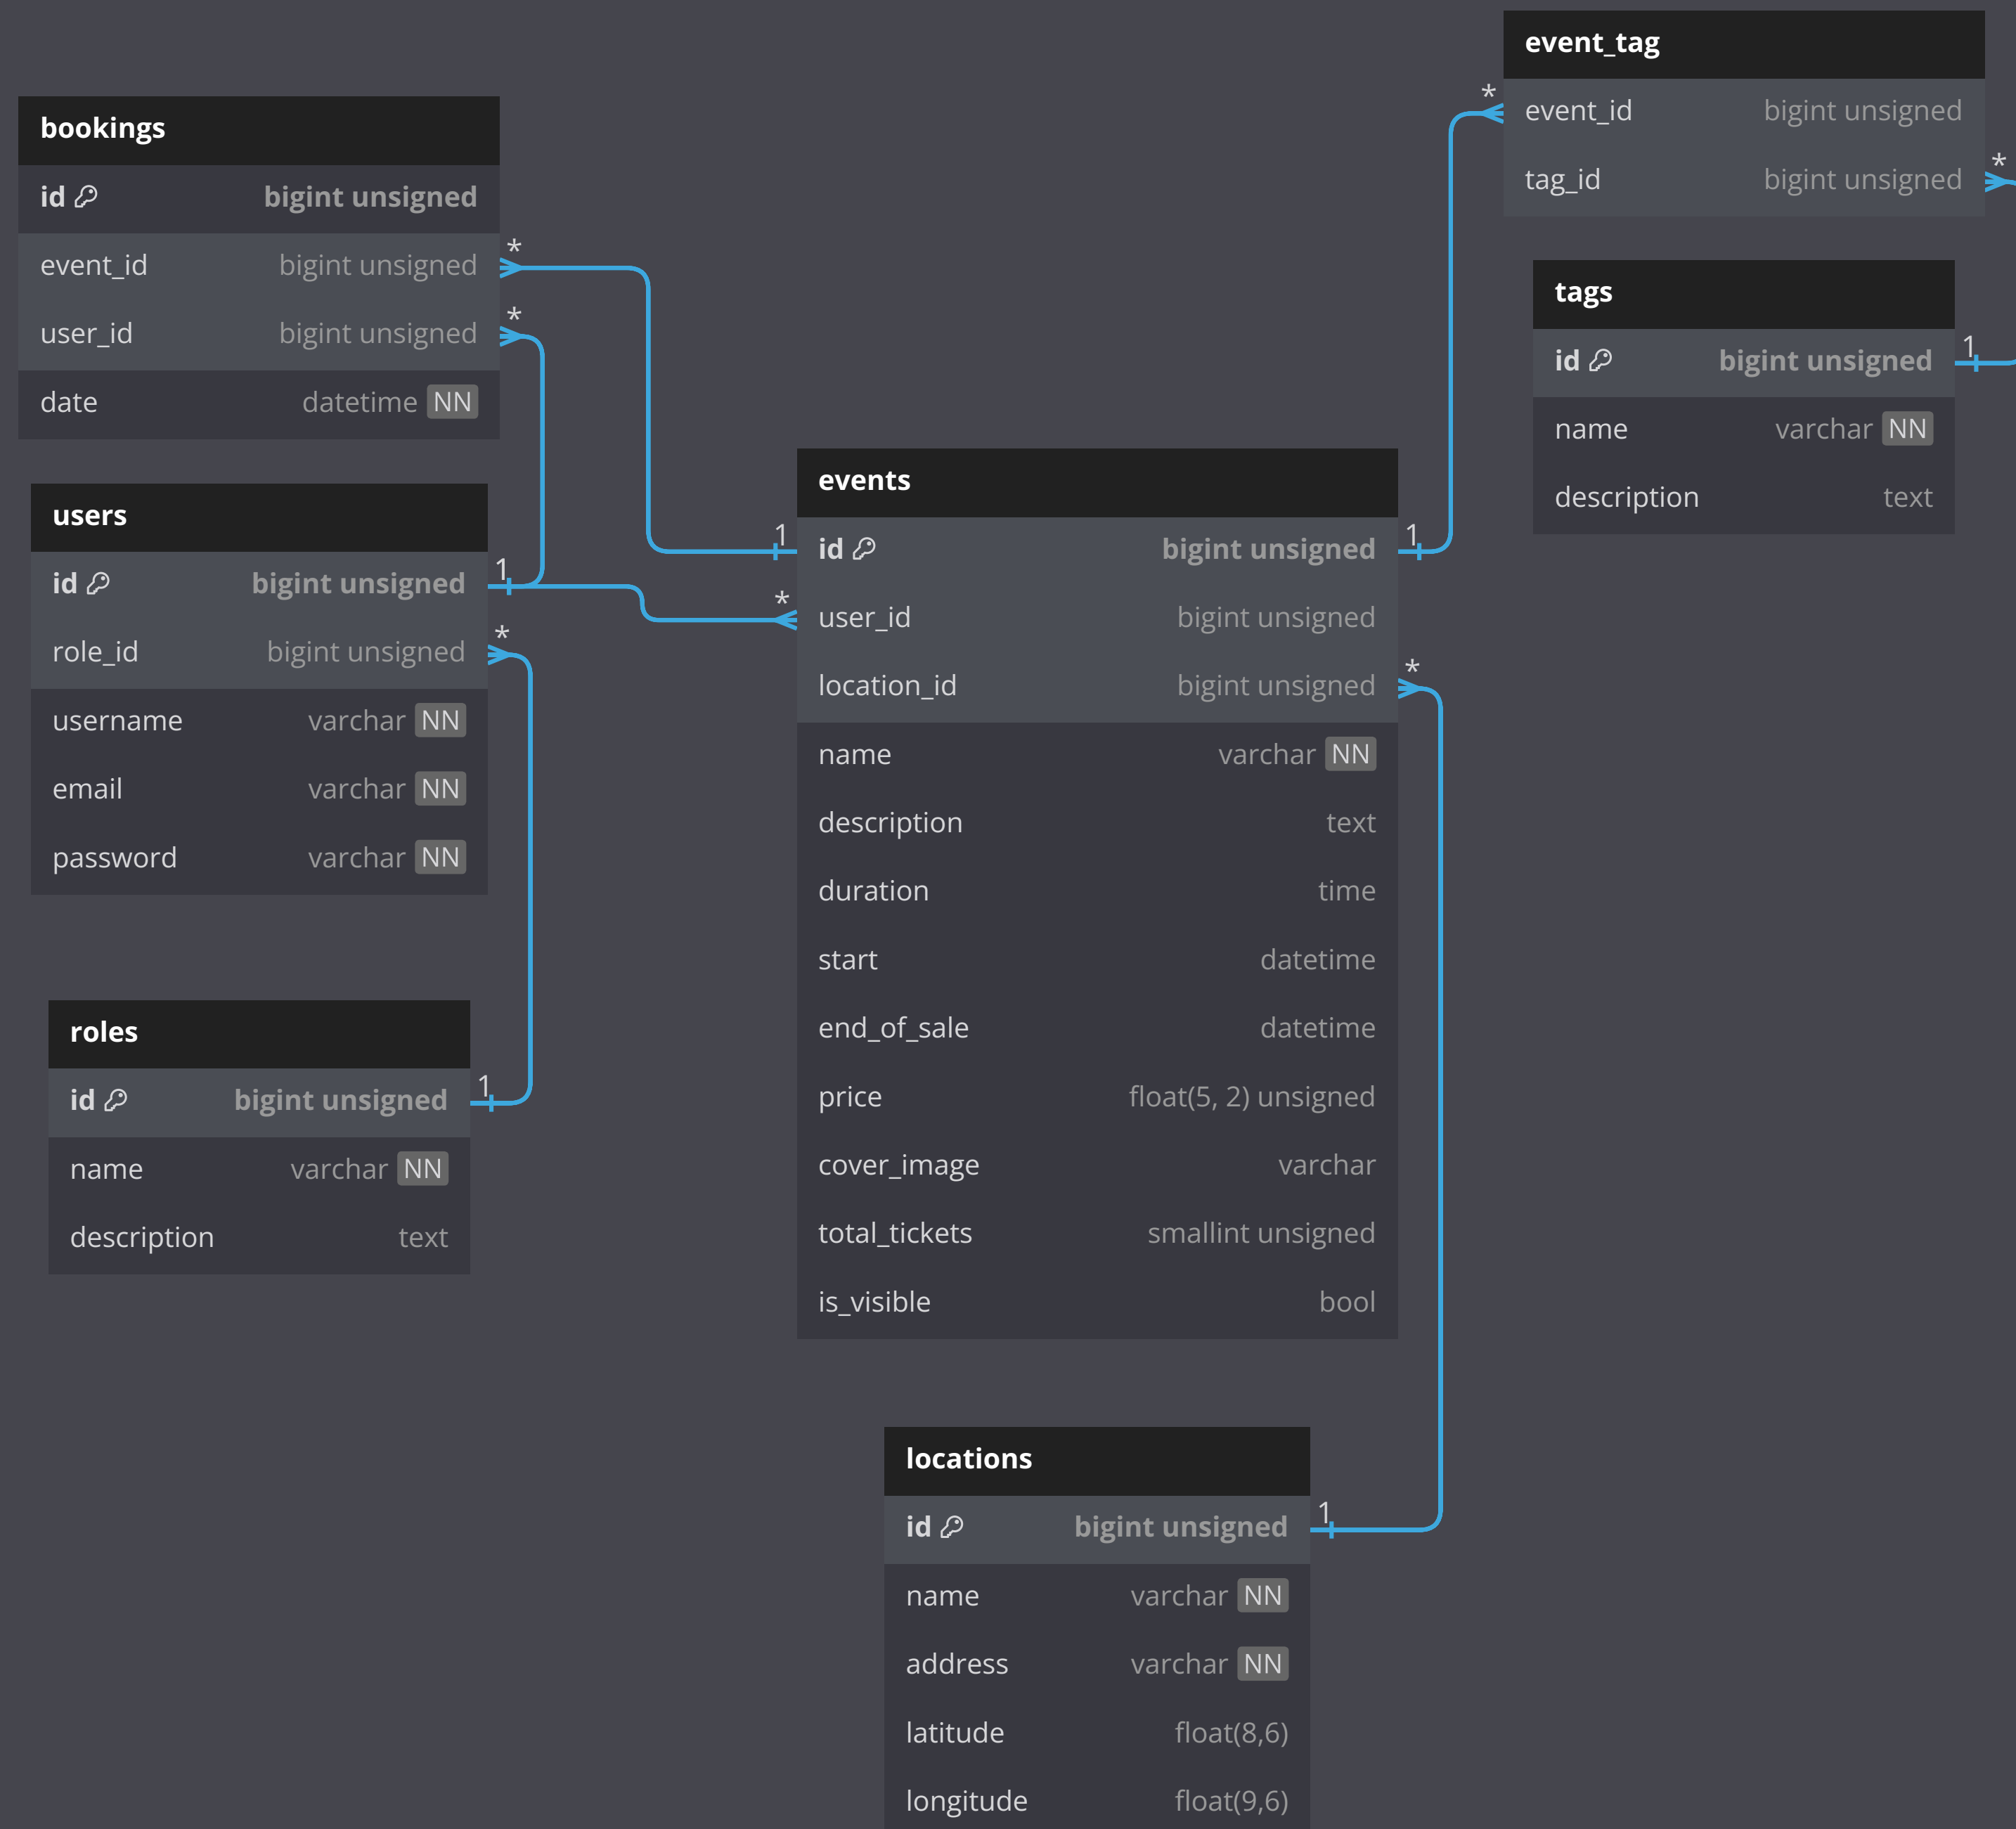 bookings
id bigint unsigned
* event_id bigint unsigned
* user_id bigint unsigned
date datetime NN
users
1 id bigint unsigned
* role_id bigint unsigned
username varchar NN
email varchar NN
password varchar NN
roles
1 id bigint unsigned
name varchar NN
description text
events
1 id bigint unsigned 1
* user_id bigint unsigned
location_id bigint unsigned *
name varchar NN
description text
duration time
start datetime
end_of_sale datetime
price float(5, 2) unsigned
cover_image varchar
total_tickets smallint unsigned
is_visible bool
locations
id bigint unsigned 1
name varchar NN
address varchar NN
latitude float(8,6)
longitude float(9,6)
event_tag
* event_id bigint unsigned
tag_id bigint unsigned *
tags
id bigint unsigned 1
name varchar NN
description text